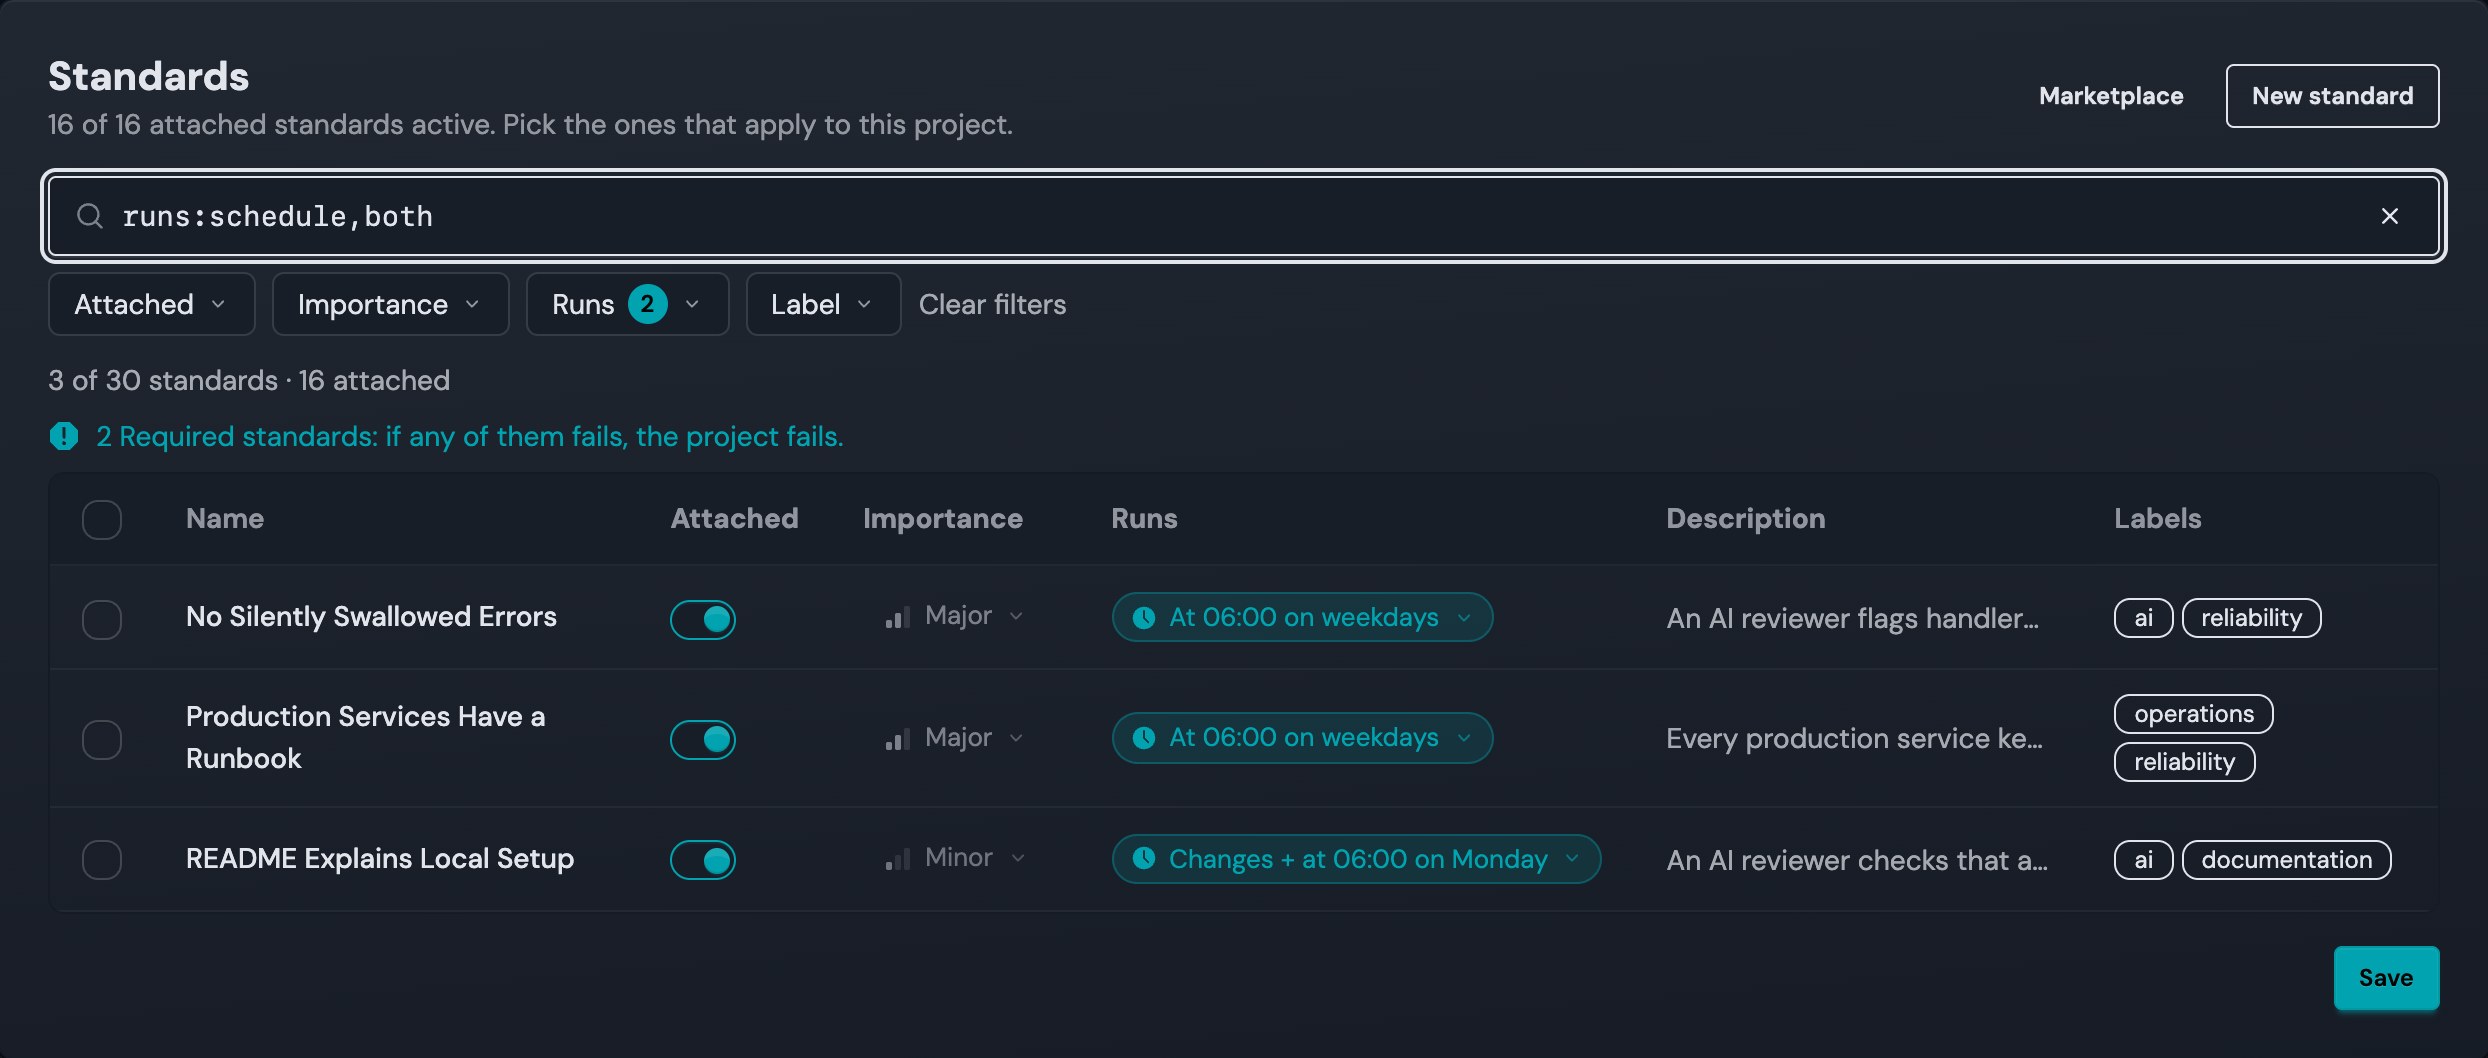 Standards
16 of 16 attached standards active. Pick the ones that apply to this project.
Marketplace
New standard
runs:schedule,both
Attached
Importance
Runs 2
Label
Clear filters
3 of 30 standards · 16 attached
2 Required standards: if any of them fails, the project fails.
Name Attached Importance Runs Description Labels
No Silently Swallowed Errors Major At 06:00 on weekdays An AI reviewer flags handler… ai reliability
Production Services Have a
Runbook
Major At 06:00 on weekdays Every production service ke…
operations
reliability
README Explains Local Setup Minor Changes + at 06:00 on Monday An AI reviewer checks that a… ai documentation
Save